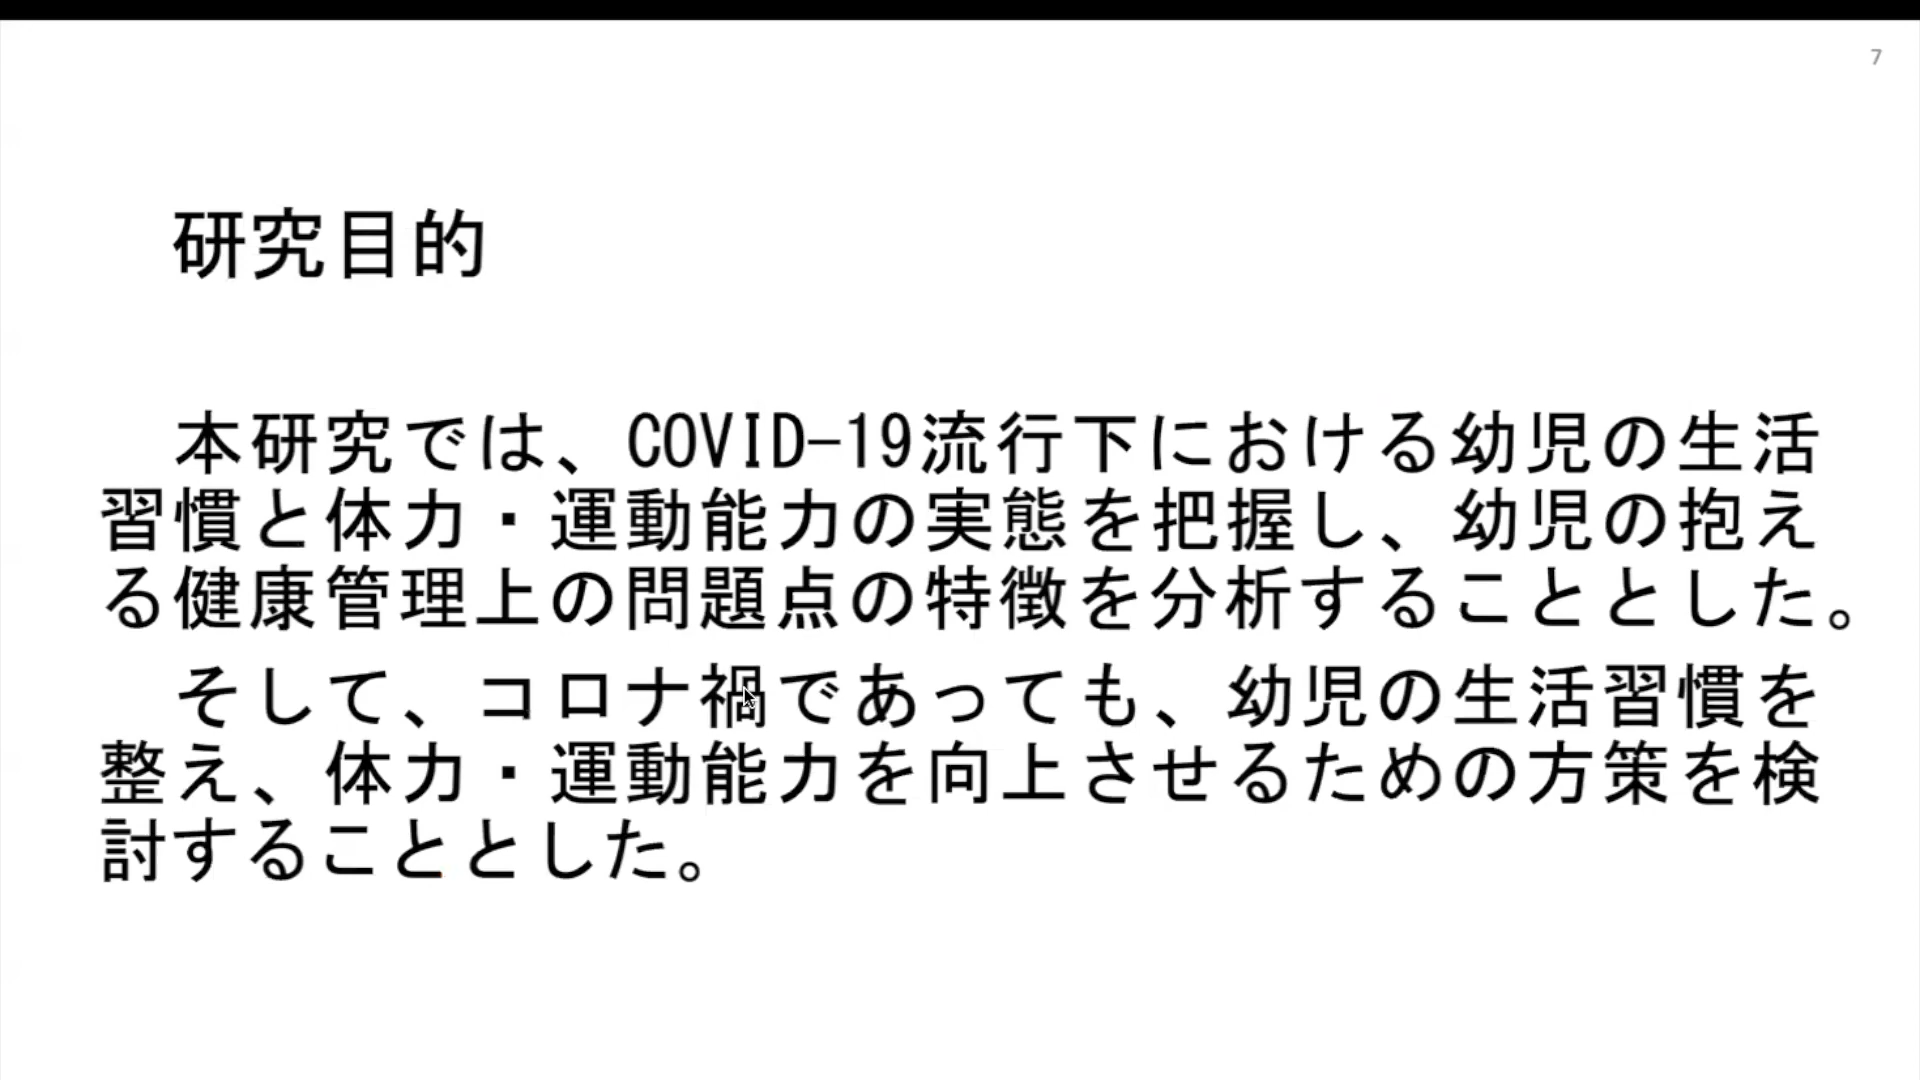 7
研究目的
本研究では、COVID-19流行下における幼児の生活
習慣と体力・運動能力の実態を把握し、幼児の抱え
る健康管理上の問題点の特徴を分析することとした。
そして、コロナ禍であっても、幼児の生活習慣を
整え、体力・運動能力を向上させるための方策を検
討することとした。